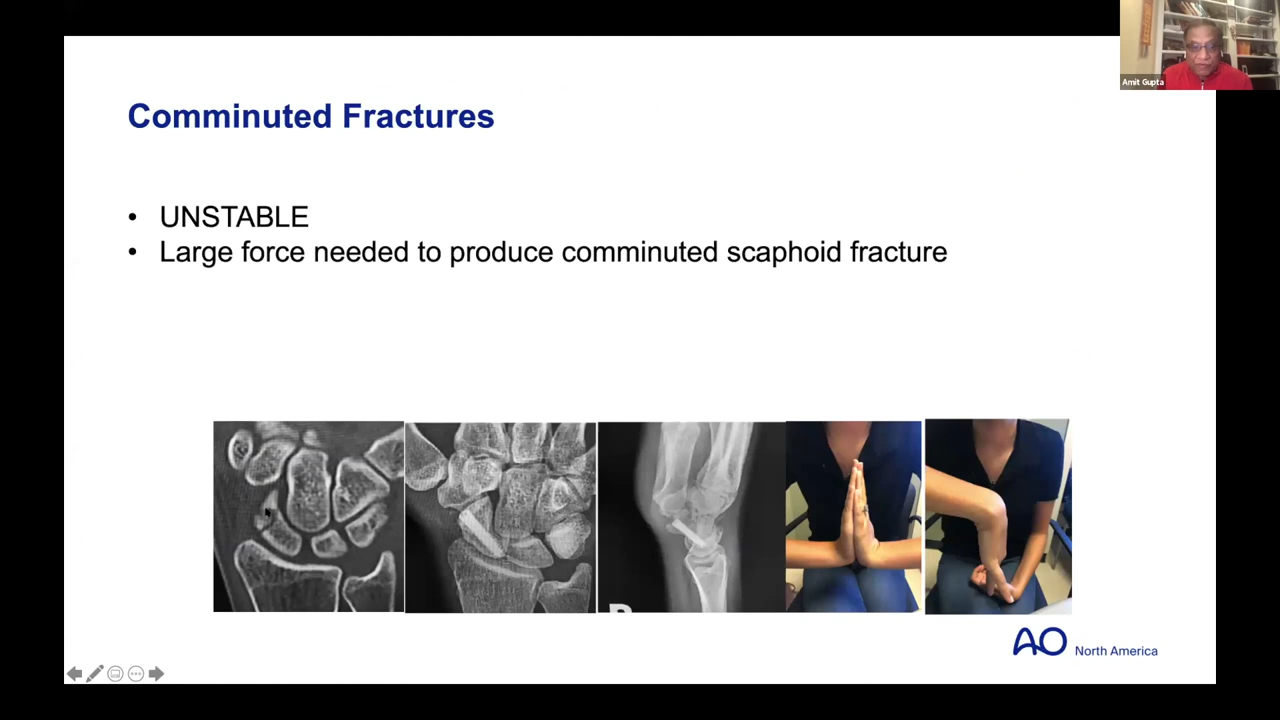 Amit Gupta
Comminuted Fractures
• UNSTABLE
• Large force needed to produce comminuted scaphoid fracture
AO North America